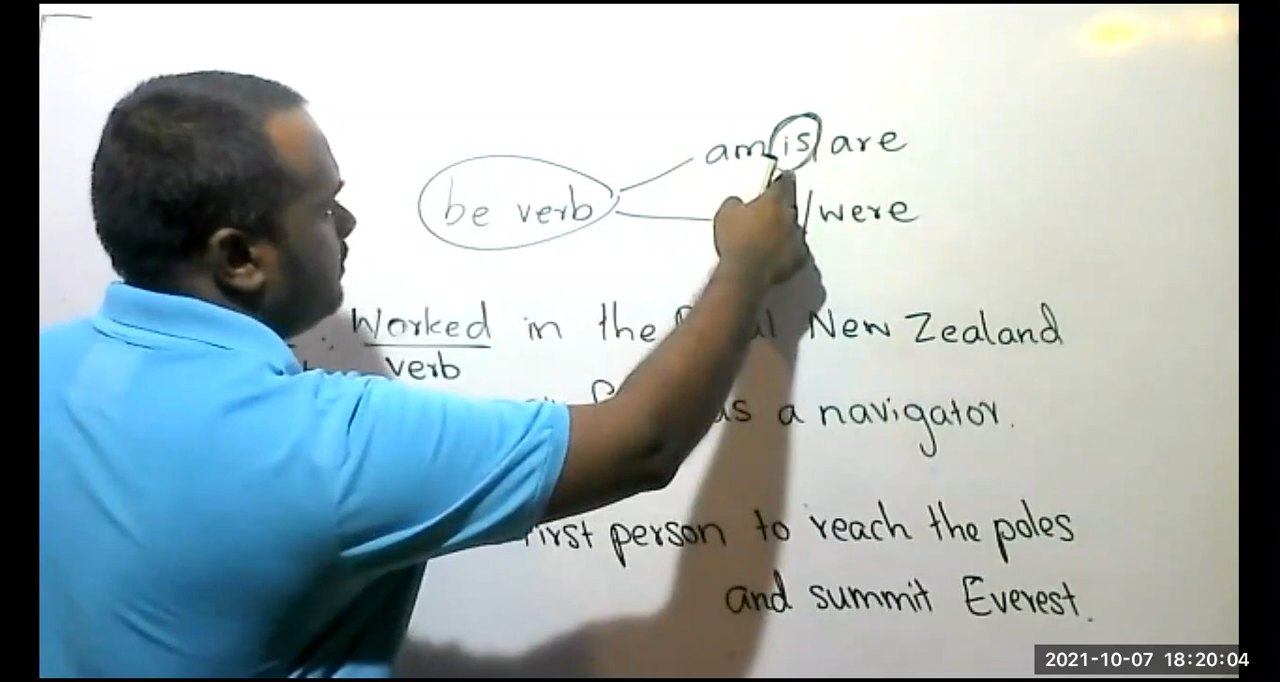 am is are
be verb
/were
Worked in the New Zealand
verb
as a navigator.
first person to reach the poles
and summit Everest.
2021-10-07 18:20:04